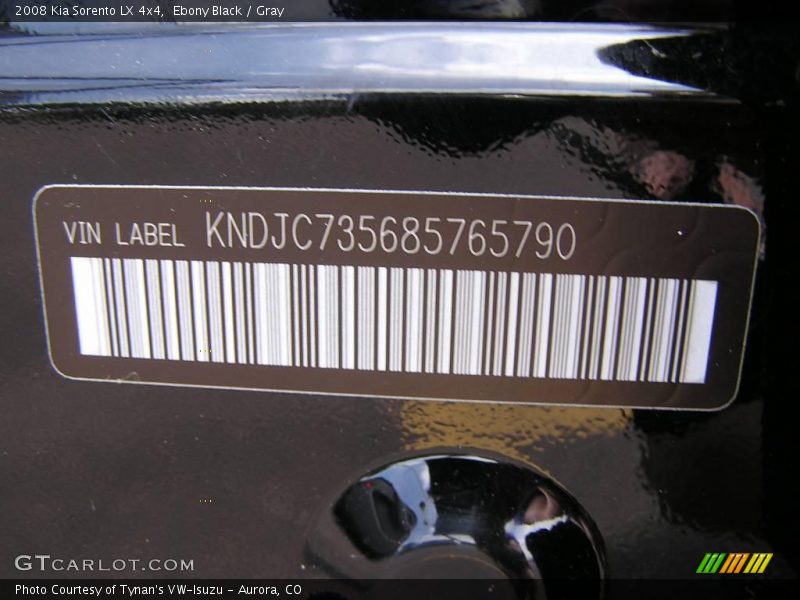 2008 Kia Sorento LX 4x4,  Ebony Black / Gray
VIN LABEL KNDJC735685765790
GTCARLOT.COM
Photo Courtesy of Tynan's VW-Isuzu - Aurora, CO